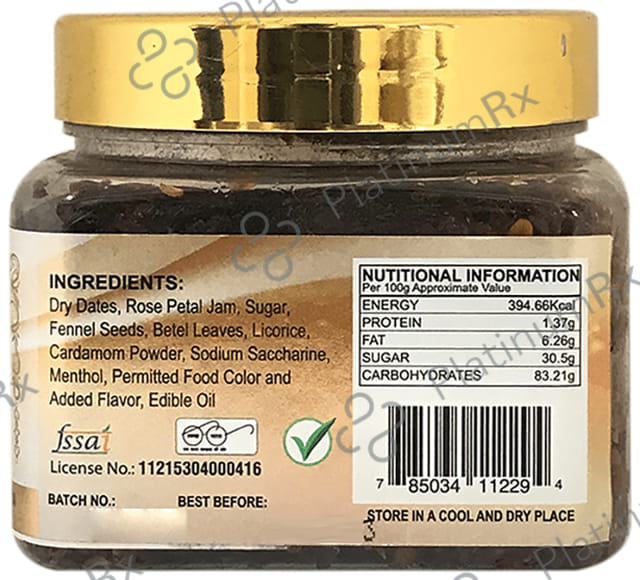 INGREDIENTS:
Dry Dates, Rose Petal Jam, Sugar,
Fennel Seeds, Betel Leaves, Licorice,
Cardamom Powder, Sodium Saccharine,
Menthol, Permitted Food Color and
Added Flavor, Edible Oil
fssai
License No.: 11215304000416
BATCH NO.: BEST BEFORE:
NUTITIONAL INFORMATION
Per 100g Approximate Value
ENERGY 394.66Kcal
PROTEIN 1.37g
FAT 6.26g
SUGAR 30.5g
CARBOHYDRATES 83.21g
7 85034 11229 4
STORE IN A COOL AND DRY PLACE
PlatinumRx
PlatinumRx
PlatinumRx